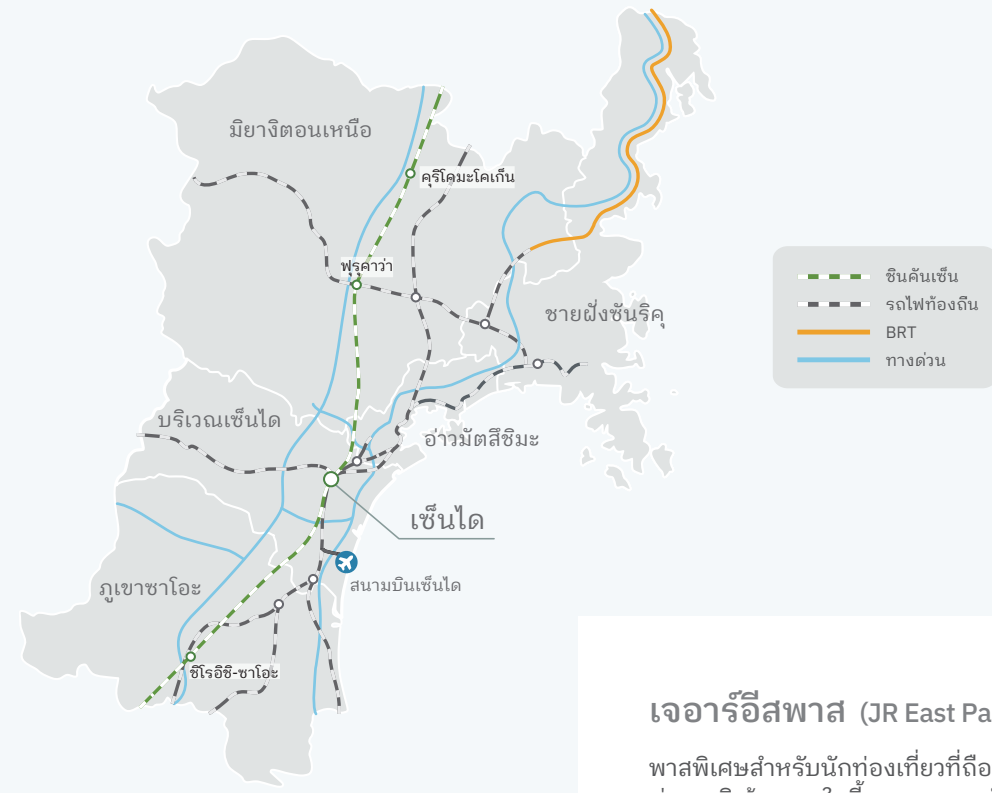 มิยางิตอนเหนือ
คุริโคมะโคเก็น
ฟุรุคาว่า
ชายฝั่งซันริคุ
ชินคันเซ็น
รถไฟท้องถิ่น
BRT
ทางด่วน
บริเวณเซ็นได
อ่าวมัตสึชิมะ
เซ็นได
ภูเขาซาโอะ
สนามบินเซ็นได
ชิโรอิชิ-ซาโอะ
เจอาร์อีสพาส (JR East Pa
พาสพิเศษสำหรับนักท่องเที่ยวที่ถือ